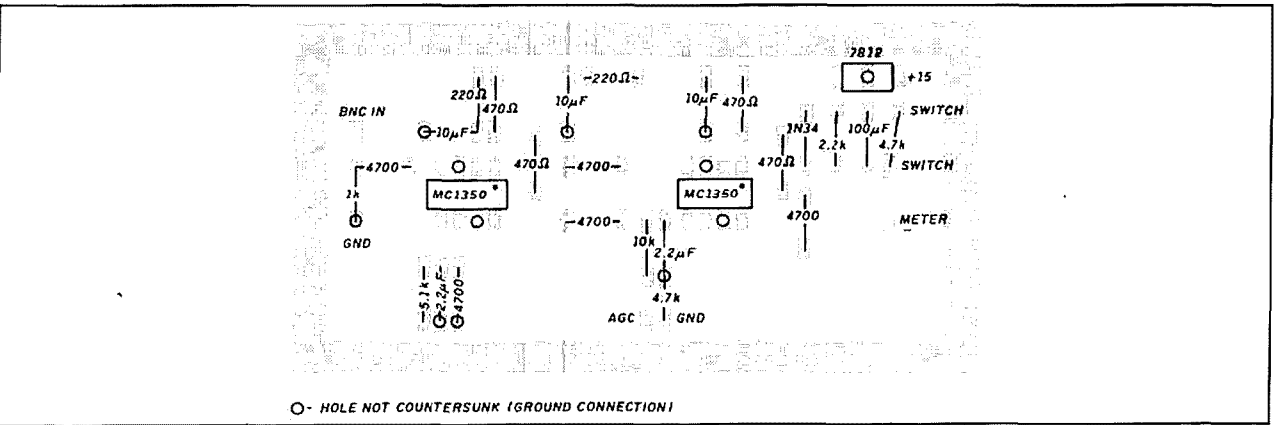 7812
+15
-220Ω-
220Ω
470Ω
10μF
10μF
470Ω
BNC IN
SWITCH
10μF
1N34
2.2k
100μF
4.7k
4700
470Ω
4700
470Ω
SWITCH
1k
MC1350
MC1350
4700
METER
4700
GND
10k
2.2μF
5.1k
2.2μF
4700
4.7k
AGC
GND
O- HOLE NOT COUNTERSUNK (GROUND CONNECTION)